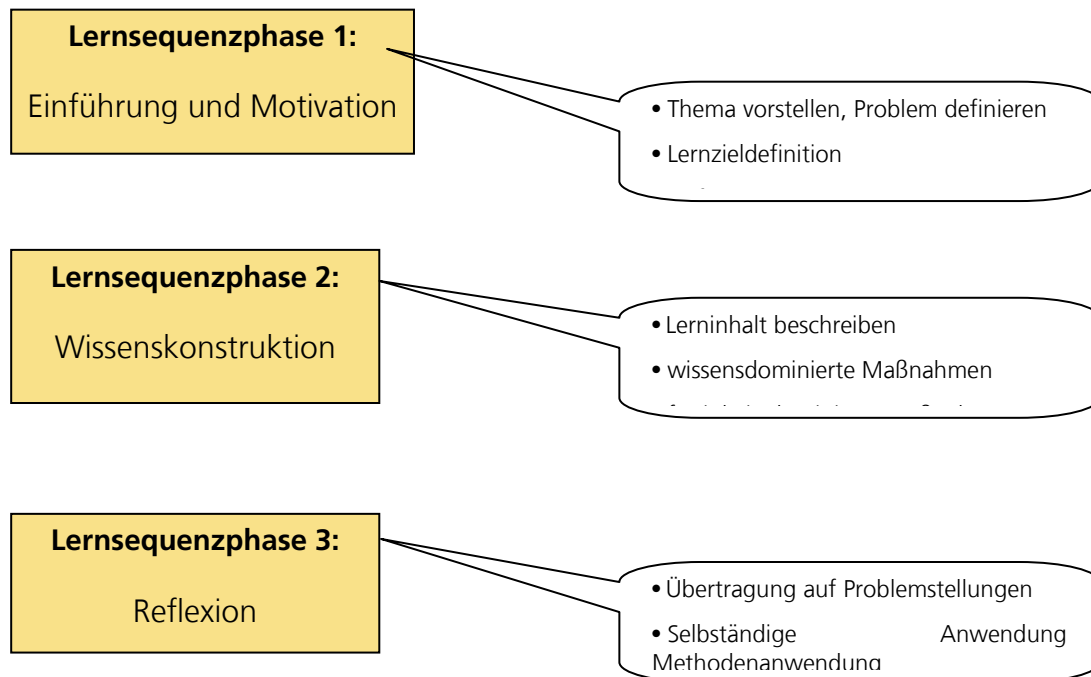 Lernsequenzphase 1:
Einführung und Motivation
• Thema vorstellen, Problem definieren
• Lernzieldefinition
Lernsequenzphase 2:
Wissenskonstruktion
• Lerninhalt beschreiben
• wissensdominierte Maßnahmen
Lernsequenzphase 3:
Reflexion
• Übertragung auf Problemstellungen
• Selbständige Anwendung
Methodenanwendung